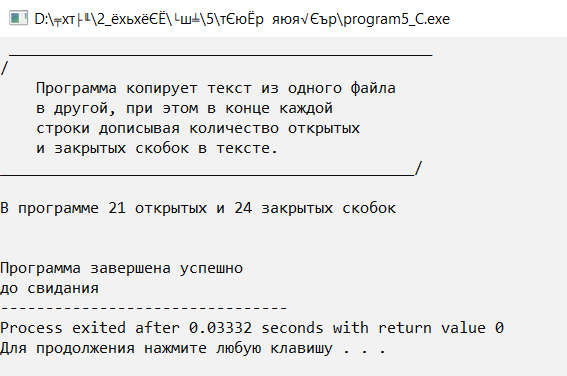 D:\╤хт├╙\2_ёхьхёЄЁ\└ш╧\5\тЄюЁр  яюя√Єър\program5_C.exe
/
Программа копирует текст из одного файла
в другой, при этом в конце каждой
строки дописывая количество открытых
и закрытых скобок в тексте.
/
В программе 21 открытых и 24 закрытых скобок
Программа завершена успешно
до свидания
--------------------------------
Process exited after 0.03332 seconds with return value 0
Для продолжения нажмите любую клавишу . . .